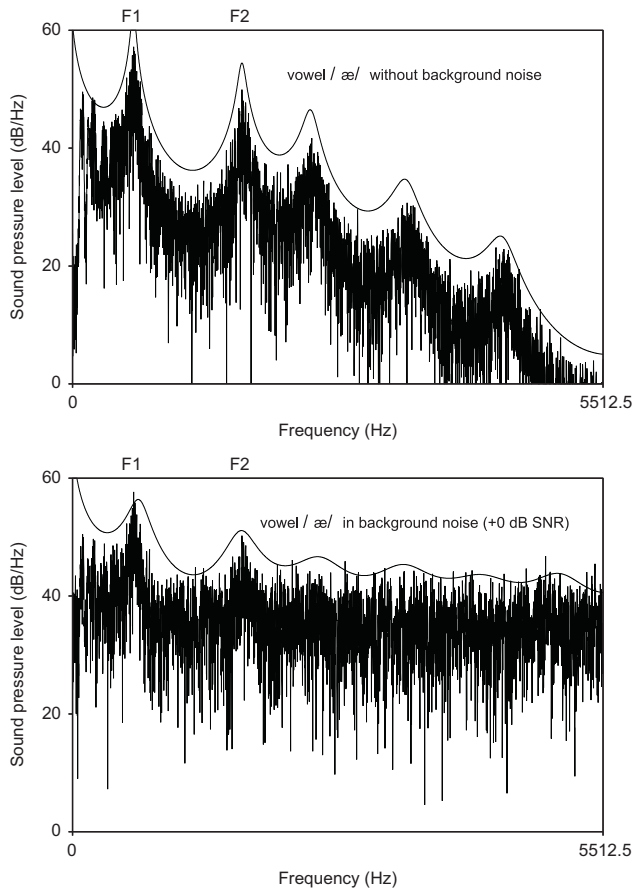 F1 F2
60
vowel / æ/ without background noise
40
Sound pressure level (dB/Hz)
20
0
0 5512.5
Frequency (Hz)
F1 F2
60
vowel / æ/ in background noise (+0 dB SNR)
40
Sound pressure level (dB/Hz)
20
0
0 5512.5
Frequency (Hz)